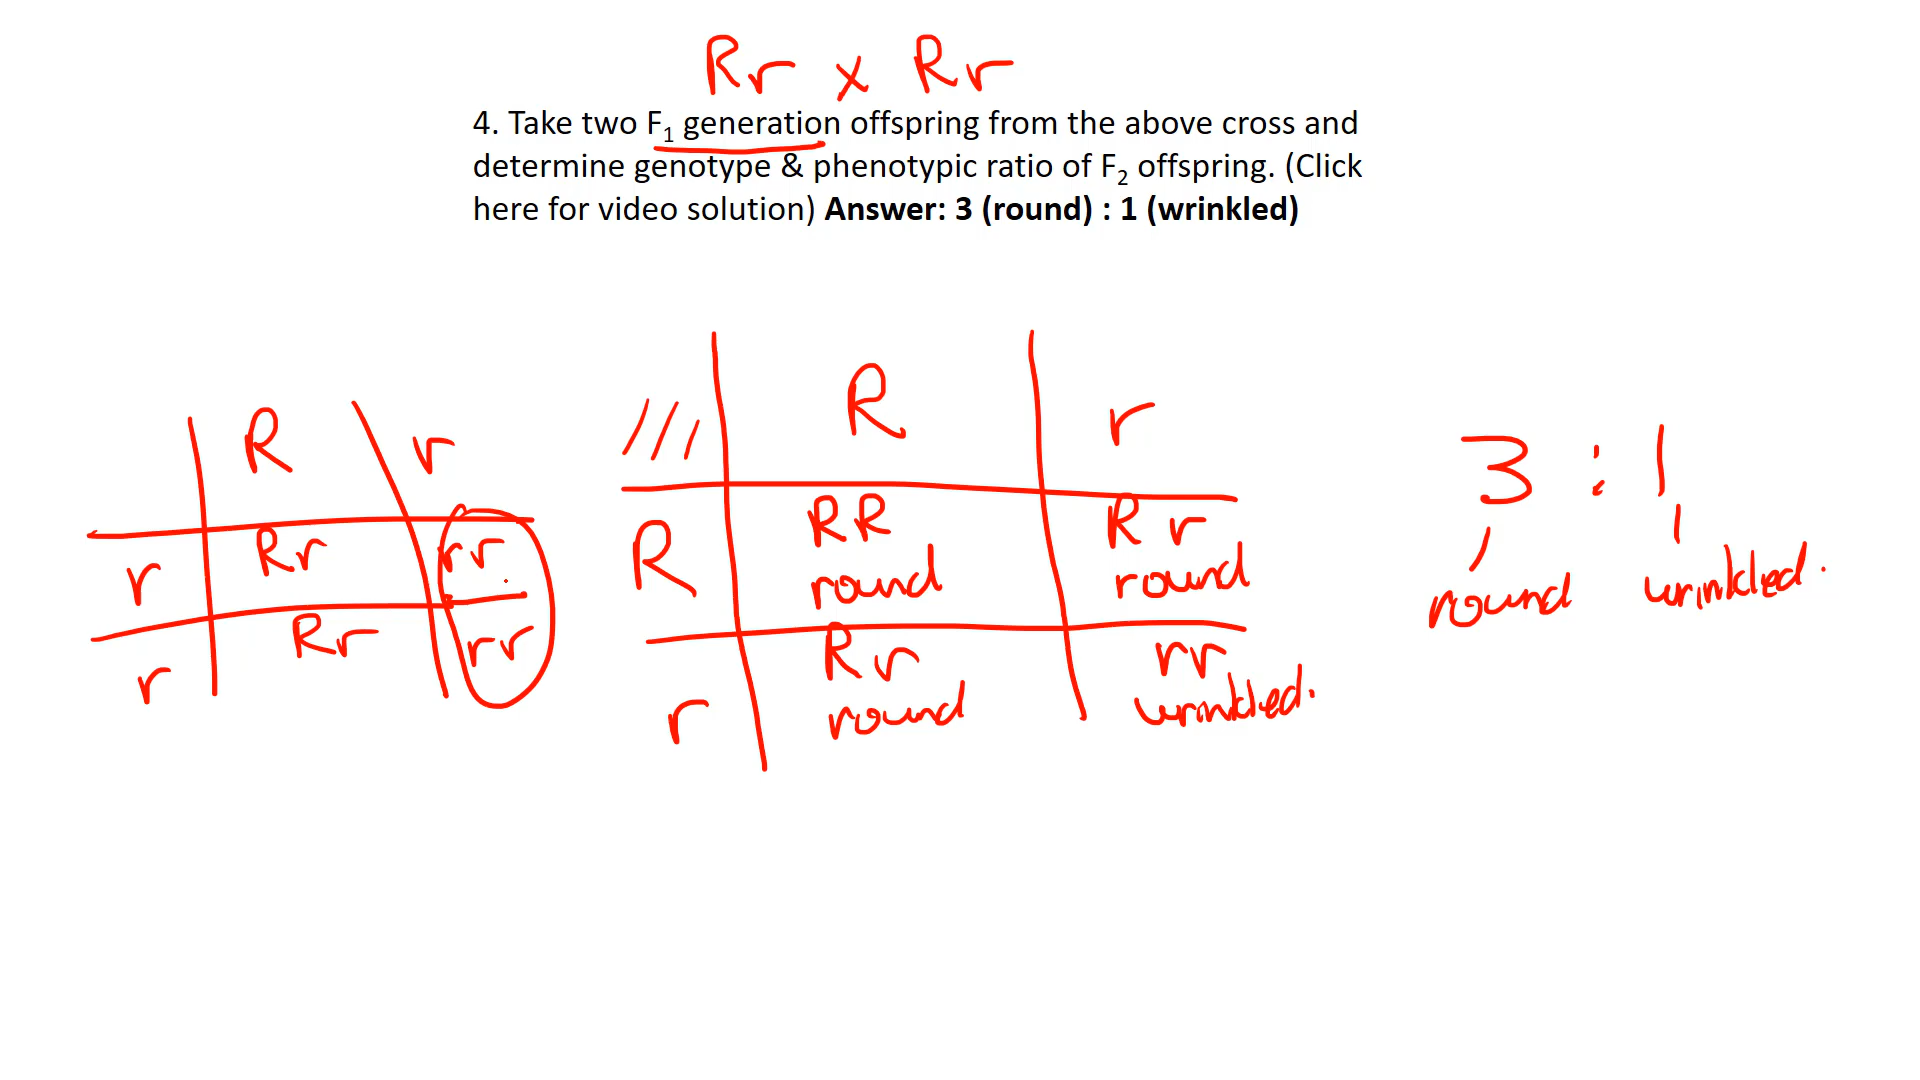 Rr x Rr
4. Take two F1 generation offspring from the above cross and
determine genotype & phenotypic ratio of F2 offspring. (Click
here for video solution) Answer: 3 (round) : 1 (wrinkled)
R r
r Rr rr
r Rr rr
R r
R RR Rr
round round
r Rr rr
round wrinkled.
3 : 1
round wrinkled.